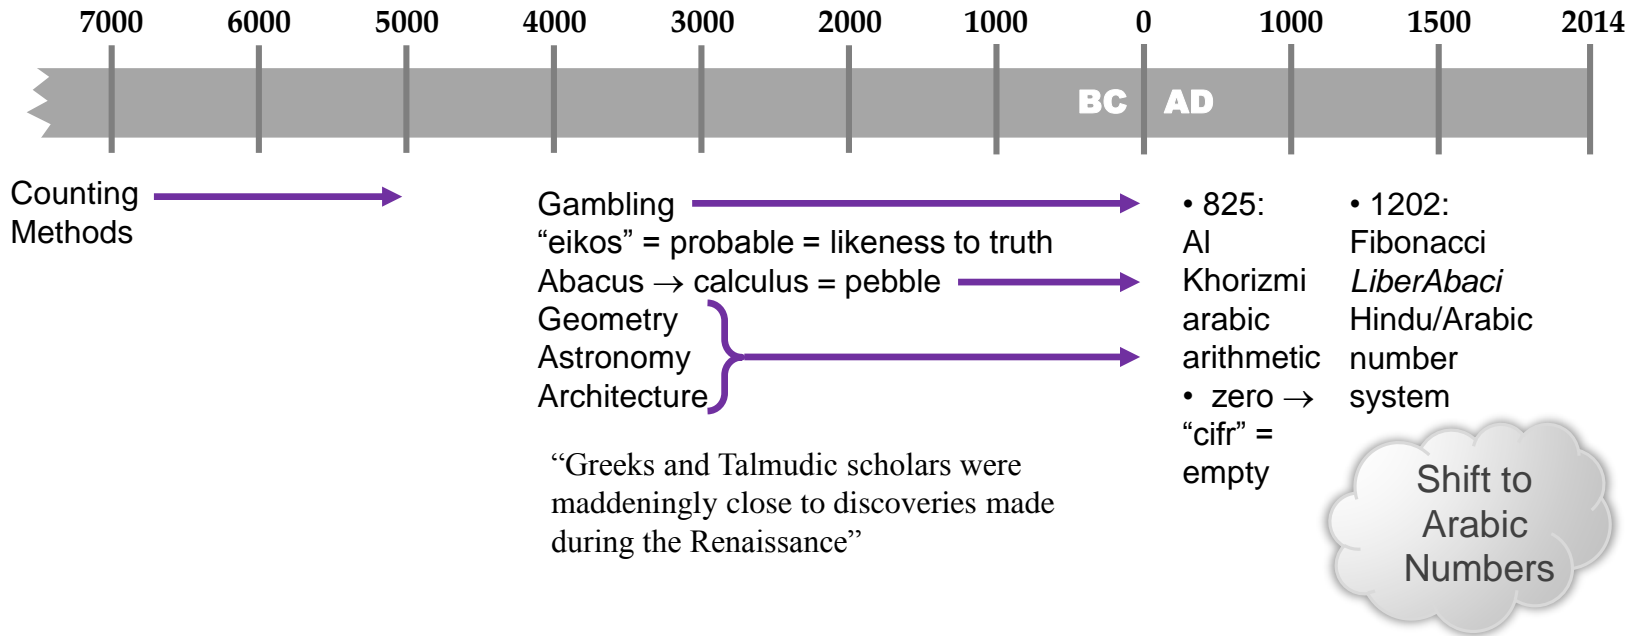 7000 6000 5000 4000 3000 2000 1000 0 1000 1500 2014
BC AD
Counting
Methods
Gambling
“eikos” = probable = likeness to truth
Abacus → calculus = pebble
Geometry
Astronomy
Architecture
“Greeks and Talmudic scholars were
maddeningly close to discoveries made
during the Renaissance”
• 825:
Al
Khorizmi
arabic
arithmetic
• zero →
“cifr” =
empty
• 1202:
Fibonacci
LiberAbaci
Hindu/Arabic
number
system
Shift to
Arabic
Numbers